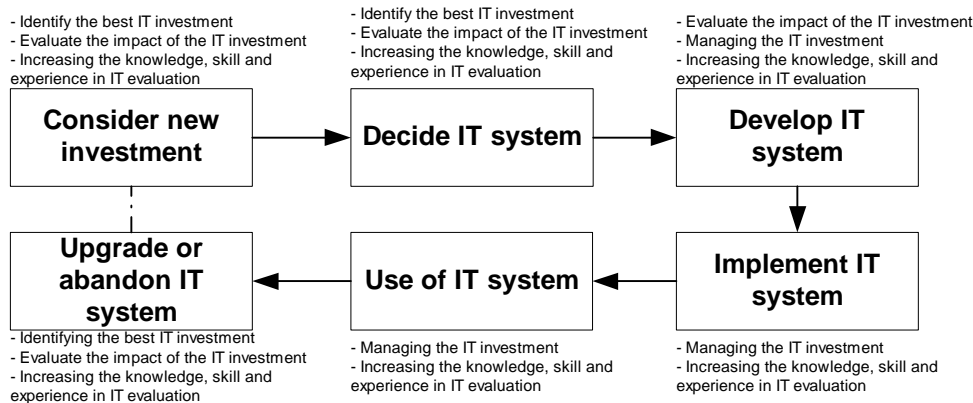 - Identify the best IT investment
- Evaluate the impact of the IT investment
- Increasing the knowledge, skill and
experience in IT evaluation
- Identify the best IT investment
- Evaluate the impact of the IT investment
- Increasing the knowledge, skill and
experience in IT evaluation
- Evaluate the impact of the IT investment
- Managing the IT investment
- Increasing the knowledge, skill and
experience in IT evaluation
Consider new
investment
Decide IT system
Develop IT
system
Upgrade or
abandon IT
system
Use of IT system
Implement IT
system
- Identifying the best IT investment
- Evaluate the impact of the IT investment
- Increasing the knowledge, skill and
experience in IT evaluation
- Managing the IT investment
- Increasing the knowledge, skill and
experience in IT evaluation
- Managing the IT investment
- Increasing the knowledge, skill and
experience in IT evaluation